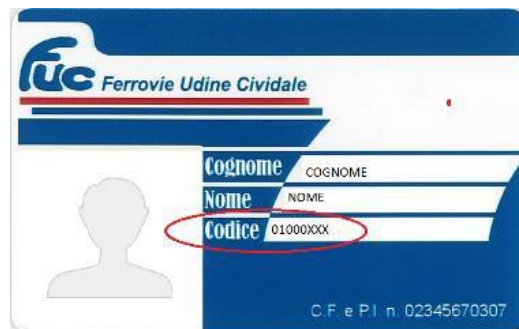 Fuc Ferrovie Udine Cividale
Cognome COGNOME
Nome NOME
Codice 01000XXX
C.F. e P.I. n. 02345670307